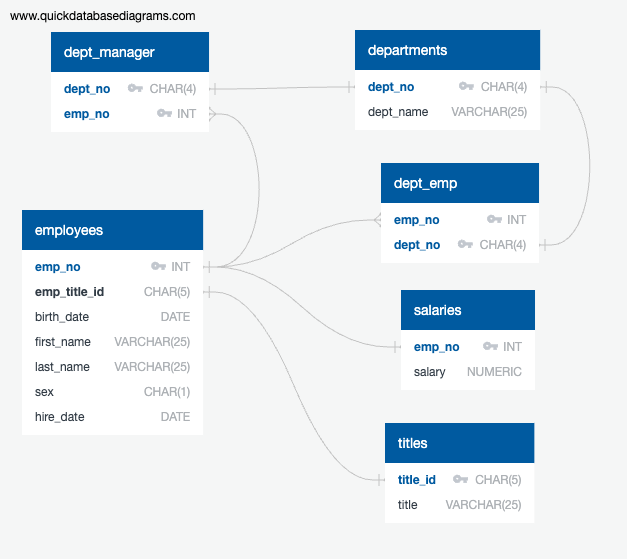 www.quickdatabasediagrams.com
dept_manager
dept_no CHAR(4)
emp_no INT
departments
dept_no CHAR(4)
dept_name VARCHAR(25)
dept_emp
emp_no INT
dept_no CHAR(4)
employees
emp_no INT
emp_title_id CHAR(5)
birth_date DATE
first_name VARCHAR(25)
last_name VARCHAR(25)
sex CHAR(1)
hire_date DATE
salaries
emp_no INT
salary NUMERIC
titles
title_id CHAR(5)
title VARCHAR(25)